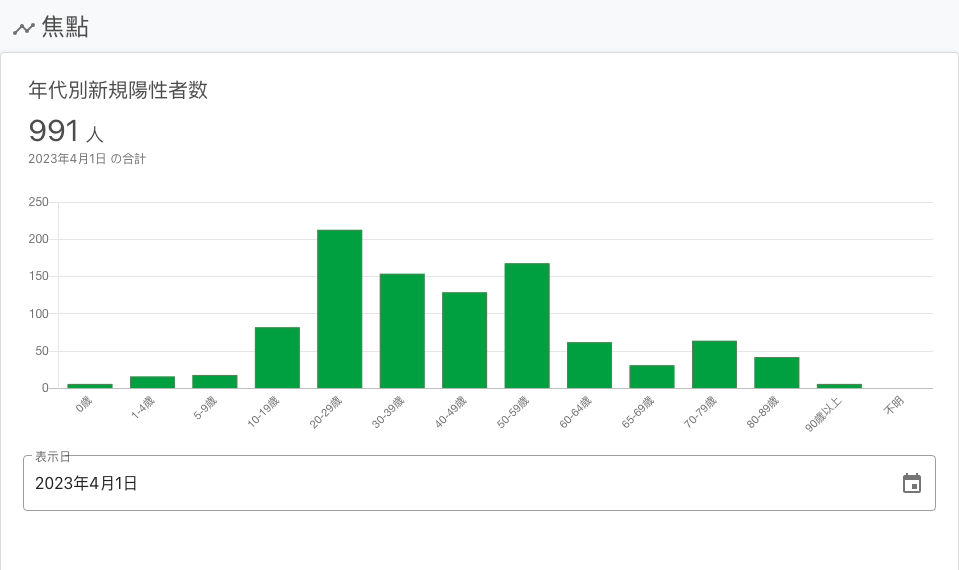 焦點
年代別新規陽性者数
991 人
2023年4月1日 の合計
250
200
150
100
50
0
0歳
1-4歳
5-9歳
10-19歳
20-29歳
30-39歳
40-49歳
50-59歳
60-64歳
65-69歳
70-79歳
80-89歳
90歳以上
不明
表示日
2023年4月1日